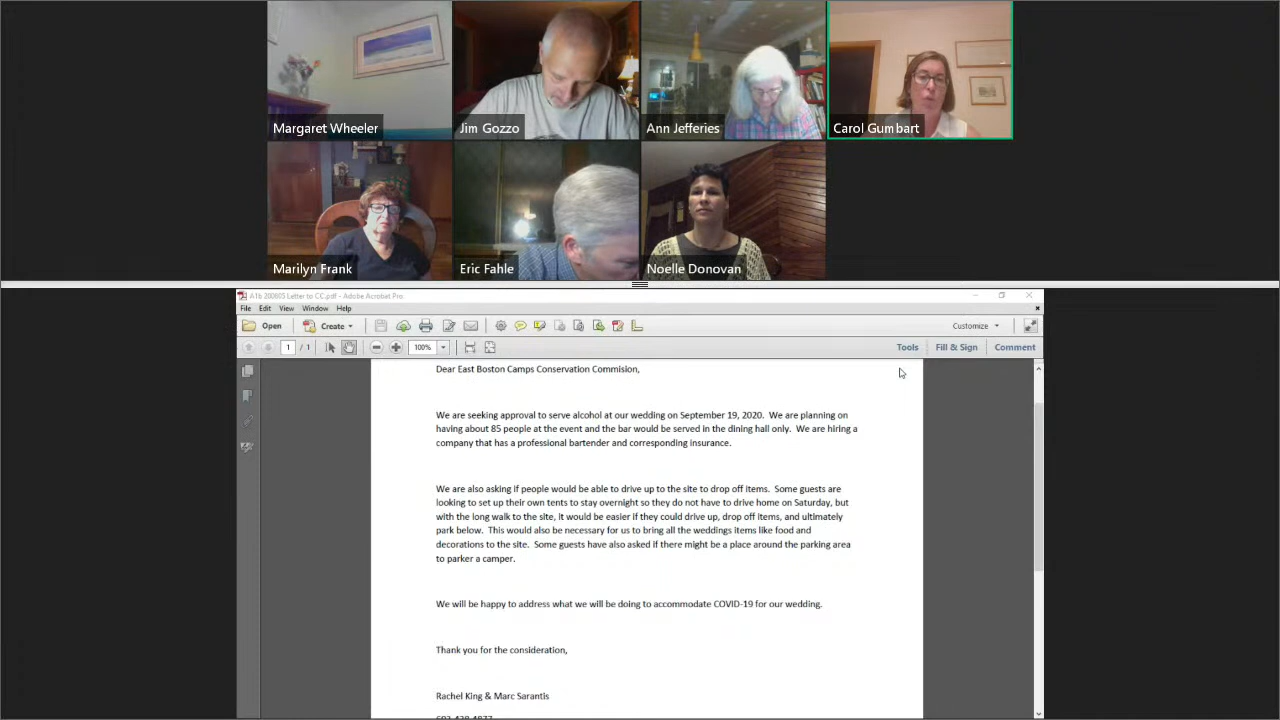 Margaret Wheeler
Jim Gozzo
Ann Jefferies
Carol Gumbart
Marilyn Frank
Eric Fahle
Noelle Donovan
A1b 200605 Letter to CC.pdf - Adobe Acrobat Pro
File Edit View Window Help
Open Create Customize
1 / 1 100% Tools Fill & Sign Comment
Dear East Boston Camps Conservation Commision,
We are seeking approval to serve alcohol at our wedding on September 19, 2020. We are planning on
having about 85 people at the event and the bar would be served in the dining hall only. We are hiring a
company that has a professional bartender and corresponding insurance.
We are also asking if people would be able to drive up to the site to drop off items. Some guests are
looking to set up their own tents to stay overnight so they do not have to drive home on Saturday, but
with the long walk to the site, it would be easier if they could drive up, drop off items, and ultimately
park below. This would also be necessary for us to bring all the weddings items like food and
decorations to the site. Some guests have also asked if there might be a place around the parking area
to parker a camper.
We will be happy to address what we will be doing to accommodate COVID-19 for our wedding.
Thank you for the consideration,
Rachel King & Marc Sarantis